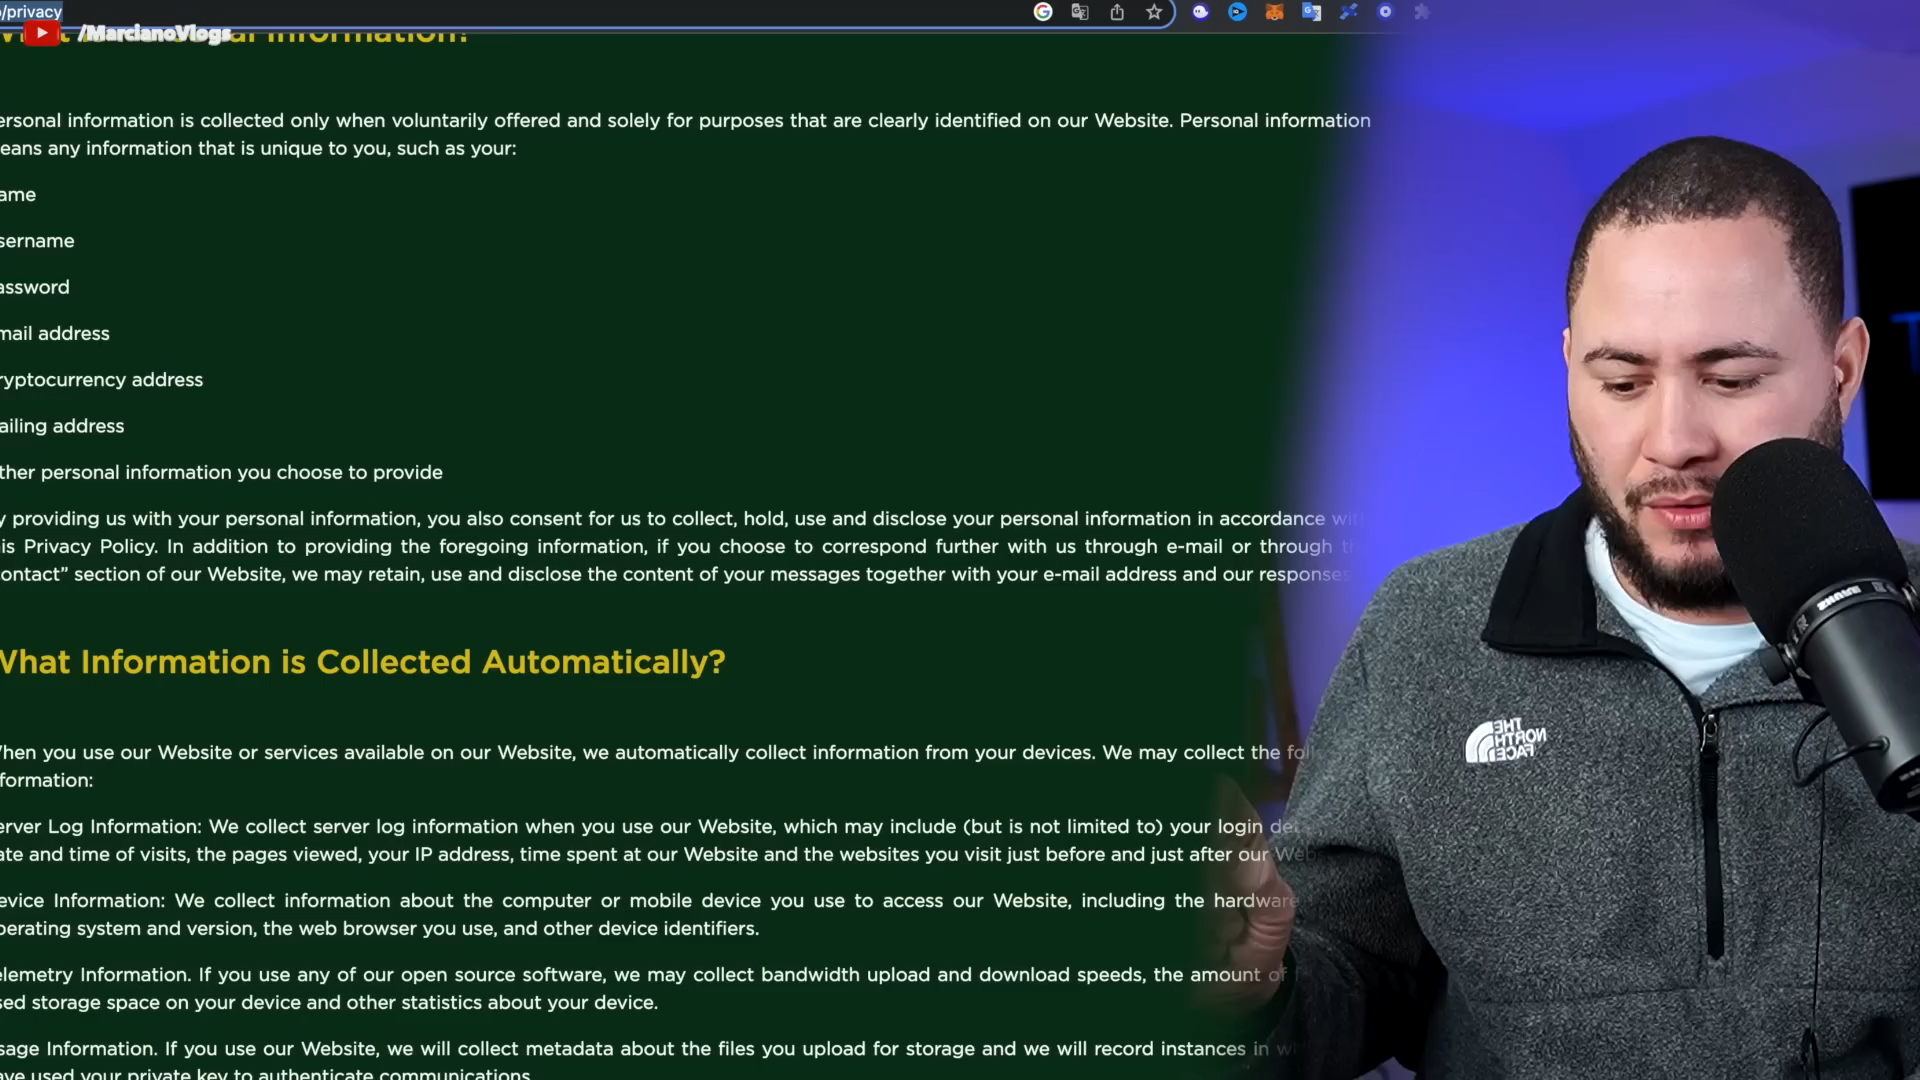 /privacy
/MarcianoVlogs
Information?
ersonal information is collected only when voluntarily offered and solely for purposes that are clearly identified on our Website. Personal information
eans any information that is unique to you, such as your:
ame
sername
assword
mail address
ryptocurrency address
ailing address
ther personal information you choose to provide
y providing us with your personal information, you also consent for us to collect, hold, use and disclose your personal information in accordance wi
is Privacy Policy. In addition to providing the foregoing information, if you choose to correspond further with us through e-mail or through t
ontact” section of our Website, we may retain, use and disclose the content of your messages together with your e-mail address and our responses
What Information is Collected Automatically?
hen you use our Website or services available on our Website, we automatically collect information from your devices. We may collect the fol
formation:
erver Log Information: We collect server log information when you use our Website, which may include (but is not limited to) your login de
ate and time of visits, the pages viewed, your IP address, time spent at our Website and the websites you visit just before and just after our Web
evice Information: We collect information about the computer or mobile device you use to access our Website, including the hardware
perating system and version, the web browser you use, and other device identifiers.
elemetry Information. If you use any of our open source software, we may collect bandwidth upload and download speeds, the amount of
sed storage space on your device and other statistics about your device.
sage Information. If you use our Website, we will collect metadata about the files you upload for storage and we will record instances in w
ave used your private key to authenticate communications.
THE
NORTH
FACE
SHURE
T